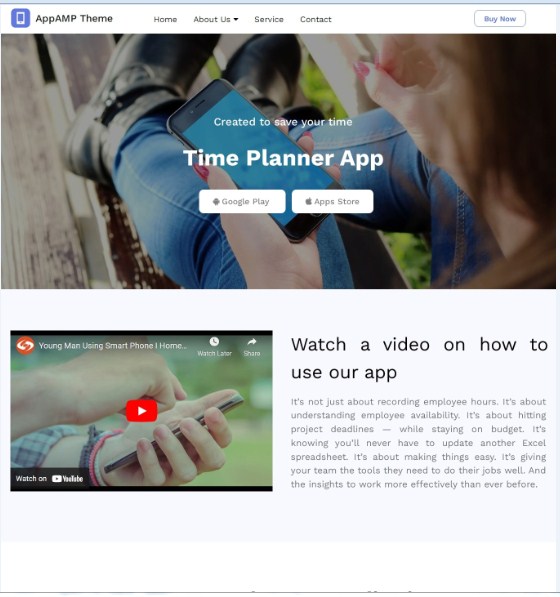 AppAMP Theme
Home
About Us
Service
Contact
Buy Now
Created to save your time
Time Planner App
Google Play
Apps Store
Young Man Using Smart Phone | Home...
Watch Later
Share
Watch on YouTube
Watch a video on how to
use our app
It's not just about recording employee hours. It's about
understanding employee availability. It's about hitting
project deadlines — while staying on budget. It's
knowing you'll never have to update another Excel
spreadsheet. It's about making things easy. It's giving
your team the tools they need to do their jobs well. And
the insights to work more effectively than ever before.